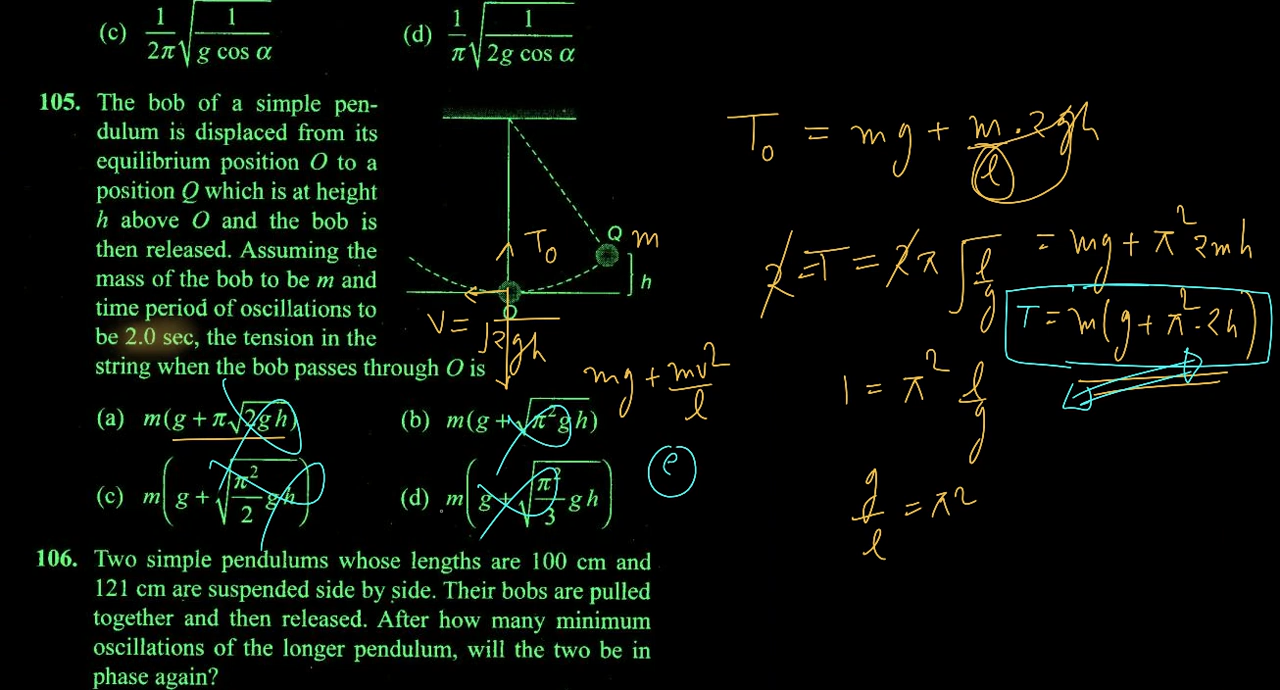 (c) 1/2π √(1/(g cos α)) (d) 1/π √(1/(2g cos α))
105. The bob of a simple pen-
dulum is displaced from its
equilibrium position O to a
position Q which is at height
h above O and the bob is
then released. Assuming the
mass of the bob to be m and
time period of oscillations to
be 2.0 sec, the tension in the
string when the bob passes through O is
(a) m(g + π√(2gh)) (b) m(g + √(π²gh))
(c) m(g + √(π²/2 gh)) (d) m(g + √(π²/3 gh))
106. Two simple pendulums whose lengths are 100 cm and
121 cm are suspended side by side. Their bobs are pulled
together and then released. After how many minimum
oscillations of the longer pendulum, will the two be in
phase again?
Q m
h
T₀
O
V = √2gh
mg + mv²/l
e
T₀ = mg + m·2gh/l
= mg + π² 2mh
T = m(g + π²·2h)
2 = T = 2π √(l/g)
1 = π² l/g
g/l = π²